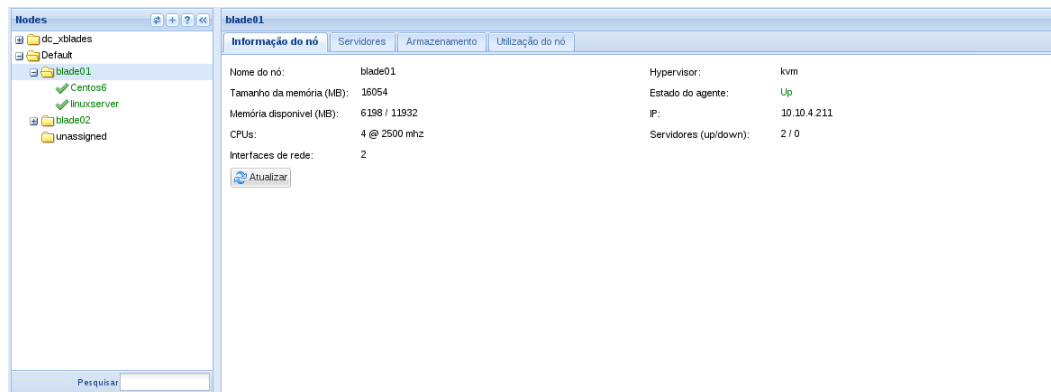 Nodes
dc_xblades
Default
blade01
Centos6
linuxserver
blade02
unassigned
Pesquisar
blade01
Informação do nó Servidores Armazenamento Utilização do nó
Nome do nó: blade01 Hypervisor: kvm
Tamanho da memória (MB): 16054 Estado do agente: Up
Memória disponivel (MB): 6198 / 11932 IP: 10.10.4.211
CPUs: 4 @ 2500 mhz Servidores (up/down): 2 / 0
Interfaces de rede: 2
Atualizar